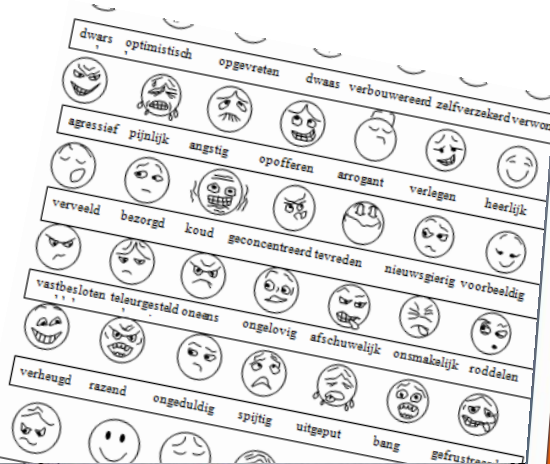 dwars optimistisch opgevreten dwaas verbouwereerd zelfverzekerd
agressief pijnlijk angstig opofferen arrogant verlegen heerlijk
verveeld bezorgd koud geconcentreerd tevreden nieuwsgierig voorbeeldig
vastbesloten teleurgesteld oneens ongelovig afschuwelijk onsmakelijk roddelen
verheugd razend ongeduldig spijtig uitgeput bang